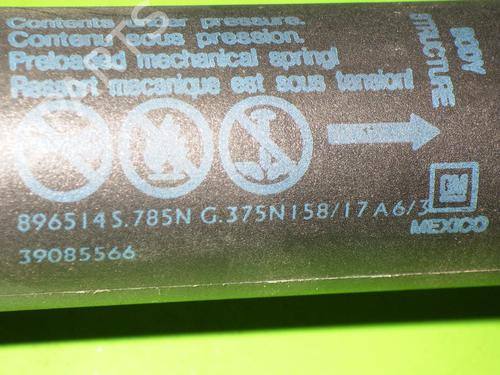 Contents under pressure.
Contenu sous pression.
Preloaded mechanical spring!
Ressort mecanique est sous tension!
BODY
STRUCTURE
GM
896514 S.785N G.375N 158/17 A6/3
MEXICO
39085566